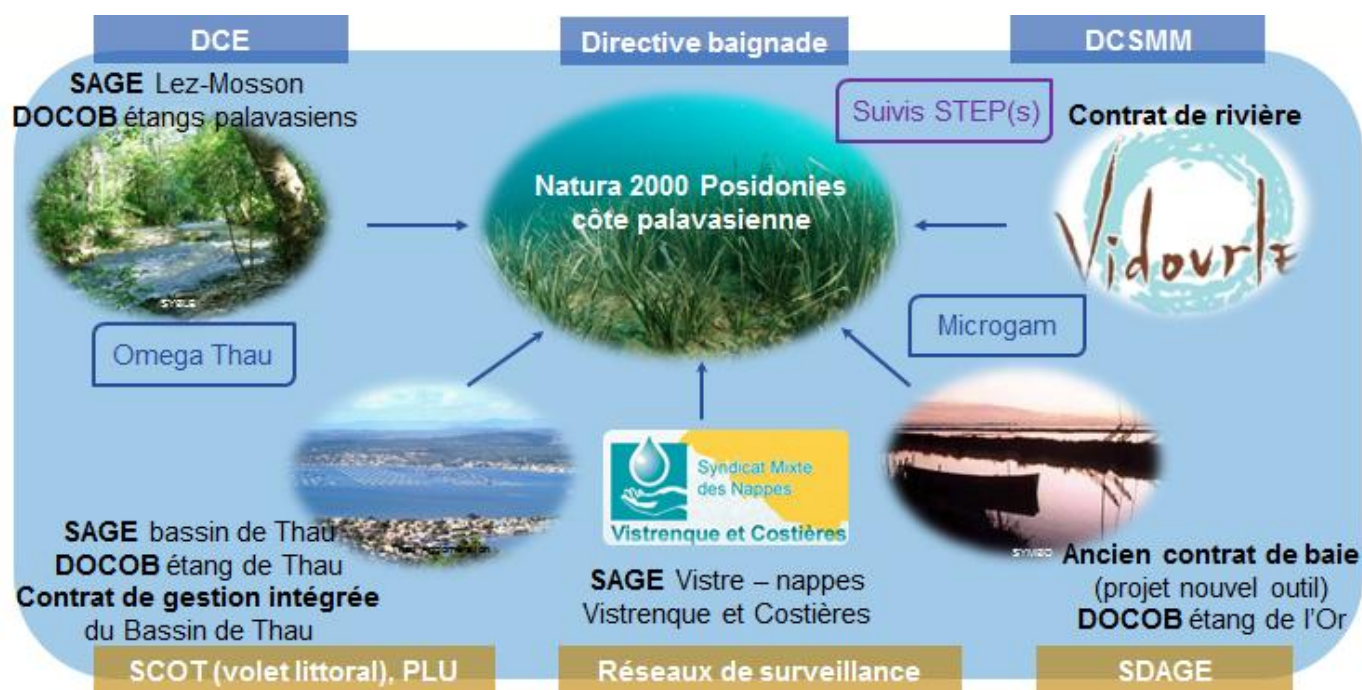 DCE
Directive baignade
DCSMM
SAGE Lez-Mosson
DOCOB étangs palavasiens
Suivis STEP(s)
Contrat de rivière
Natura 2000 Posidonies
côte palavasienne
Vidourle
SYBLE
Omega Thau
Microgam
Syndicat Mixte
des Nappes
Vistrenque et Costières
SAGE bassin de Thau
DOCOB étang de Thau
Contrat de gestion intégrée
du Bassin de Thau
SAGE Vistre – nappes
Vistrenque et Costières
SYMBO
Ancien contrat de baie
(projet nouvel outil)
DOCOB étang de l'Or
SCOT (volet littoral), PLU
Réseaux de surveillance
SDAGE